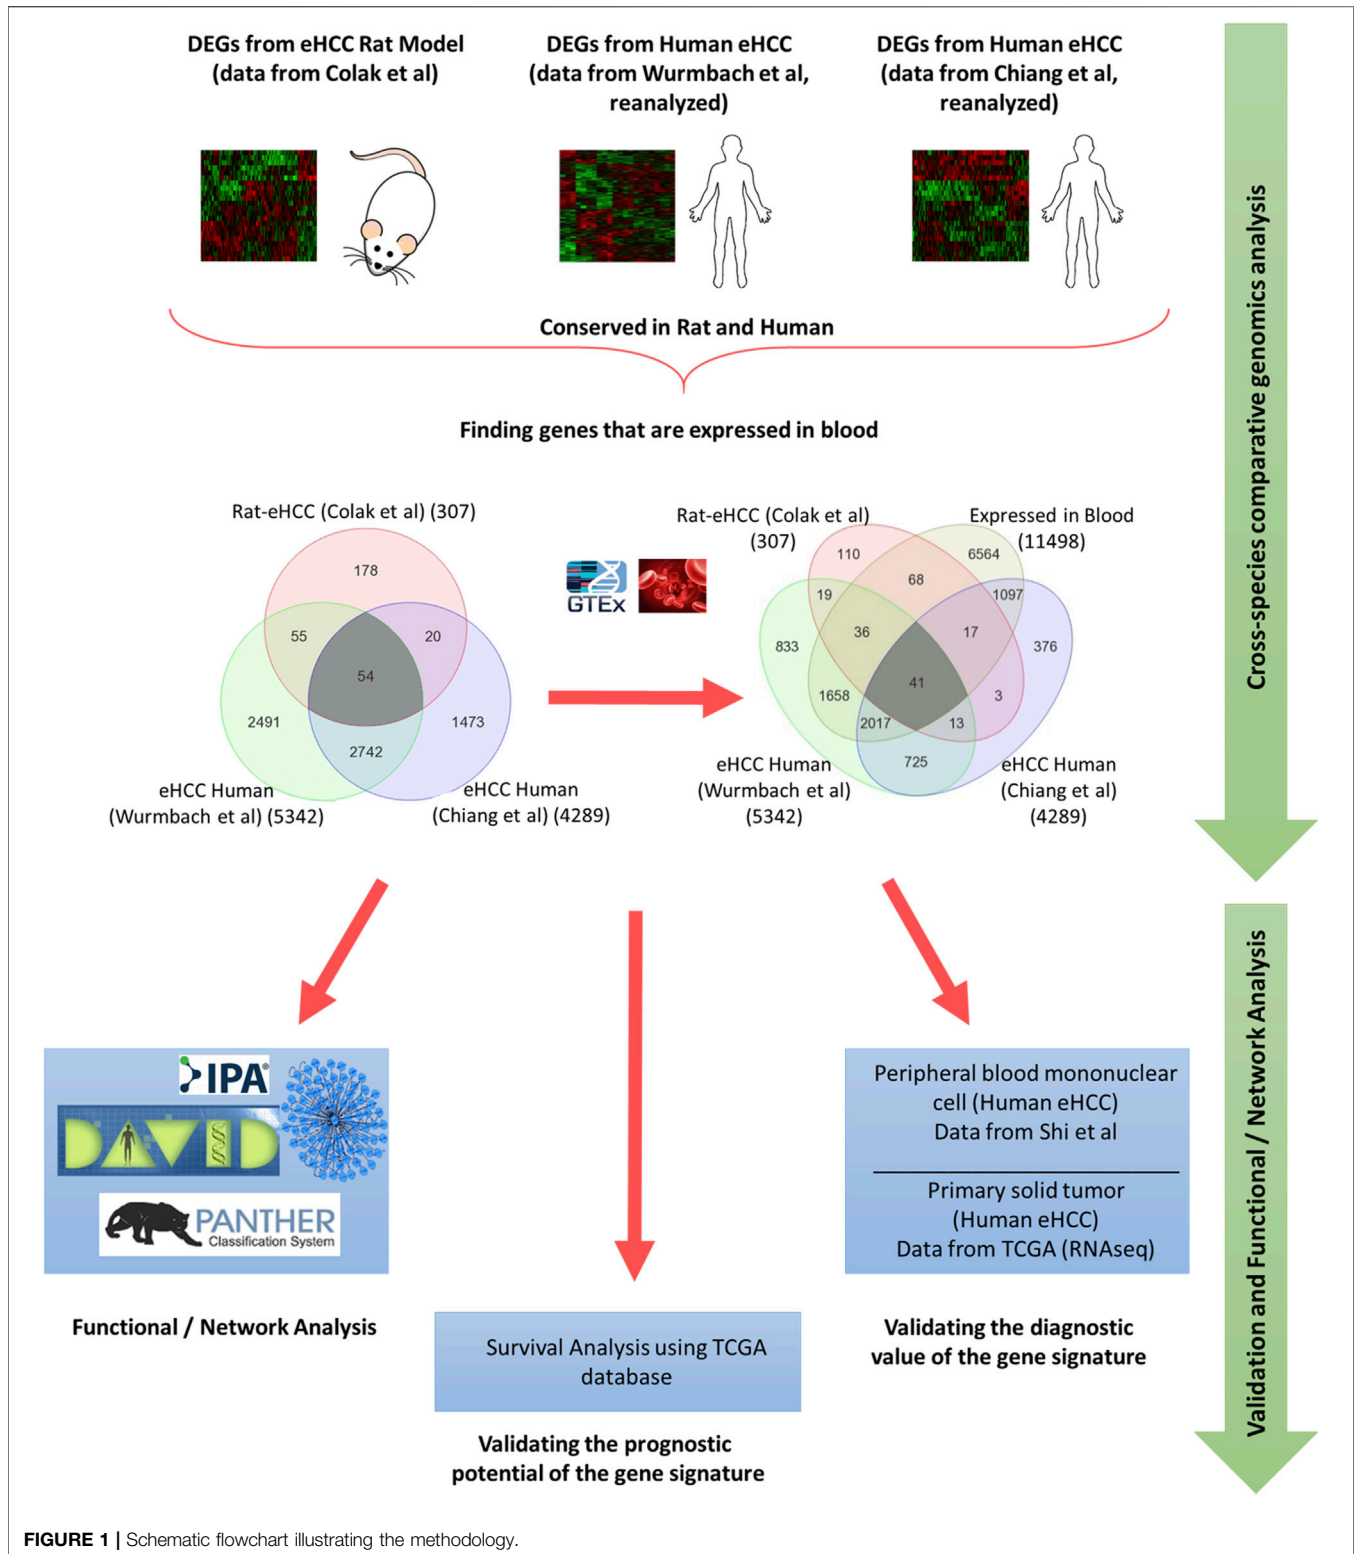 DEGs from eHCC Rat Model
(data from Colak et al)
DEGs from Human eHCC
(data from Wurmbach et al,
reanalyzed)
DEGs from Human eHCC
(data from Chiang et al,
reanalyzed)
Conserved in Rat and Human
Finding genes that are expressed in blood
Rat-eHCC (Colak et al) (307)
178
55
20
54
2491
1473
2742
eHCC Human
(Wurmbach et al) (5342)
eHCC Human
(Chiang et al) (4289)
GTEx
Rat-eHCC (Colak et al)
(307)
Expressed in Blood
(11498)
110
6564
68
19
1097
36
17
833
376
41
1658
3
2017
13
725
eHCC Human
(Wurmbach et al)
(5342)
eHCC Human
(Chiang et al)
(4289)
Cross-species comparative genomics analysis
IPA®
DAVID
PANTHER
Classification System
Functional / Network Analysis
Survival Analysis using TCGA
database
Validating the prognostic
potential of the gene signature
Peripheral blood mononuclear
cell (Human eHCC)
Data from Shi et al
Primary solid tumor
(Human eHCC)
Data from TCGA (RNAseq)
Validating the diagnostic
value of the gene signature
Validation and Functional / Network Analysis
FIGURE 1 | Schematic flowchart illustrating the methodology.